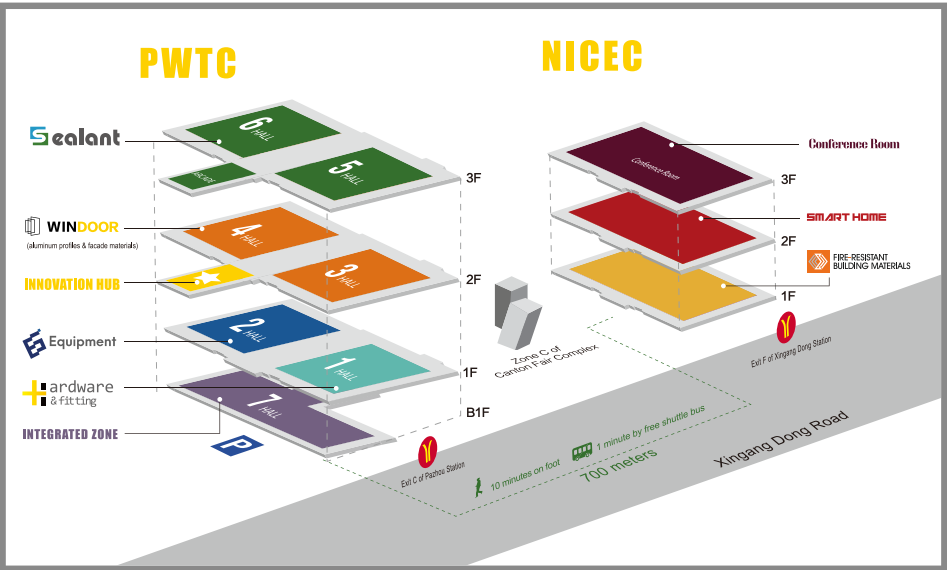 PWTC
NICEC
Sealant
6 HALL
5 HALL
ARCADE
3F
WINDOOR
(aluminum profiles & facade materials)
4 HALL
3 HALL
INNOVATION HUB
2F
Equipment
2 HALL
1 HALL
1F
Hardware
& fitting
7 HALL
B1F
INTEGRATED ZONE
P
Conference Room
Conference Room
3F
SMART HOME
2F
FIRE-RESISTANT
BUILDING MATERIALS
1F
Zone C of
Canton Fair Complex
Exit F of Xingang Dong Station
Exit C of Pazhou Station
10 minutes on foot
1 minute by free shuttle bus
700 meters
Xingang Dong Road